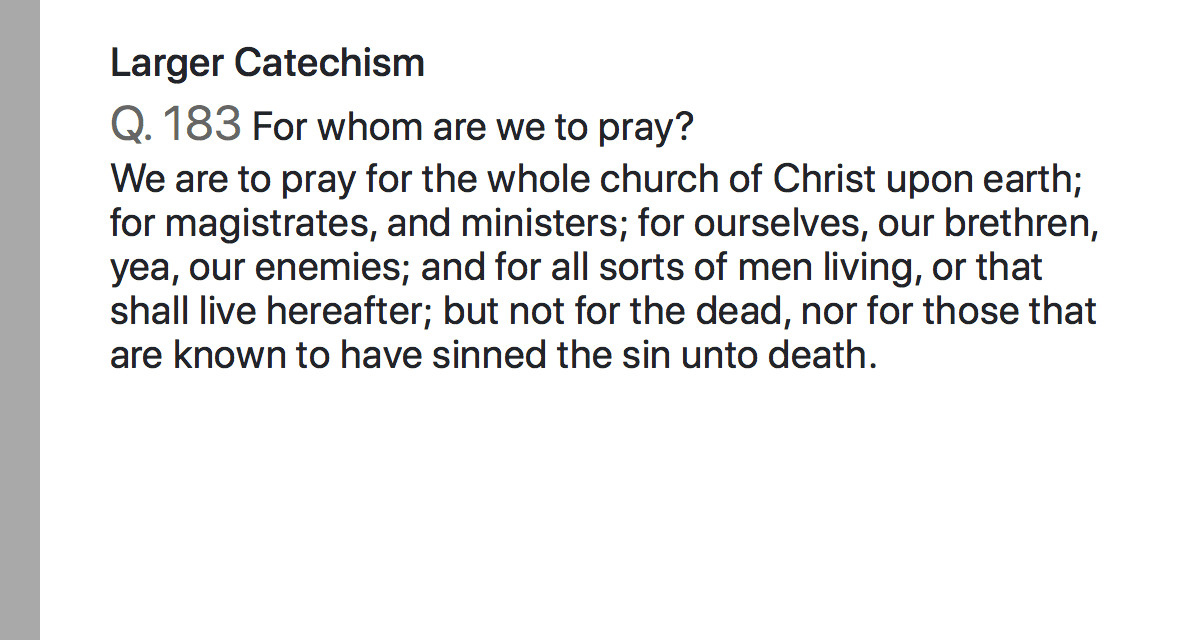 Larger Catechism
Q. 183 For whom are we to pray?
We are to pray for the whole church of Christ upon earth;
for magistrates, and ministers; for ourselves, our brethren,
yea, our enemies; and for all sorts of men living, or that
shall live hereafter; but not for the dead, nor for those that
are known to have sinned the sin unto death.